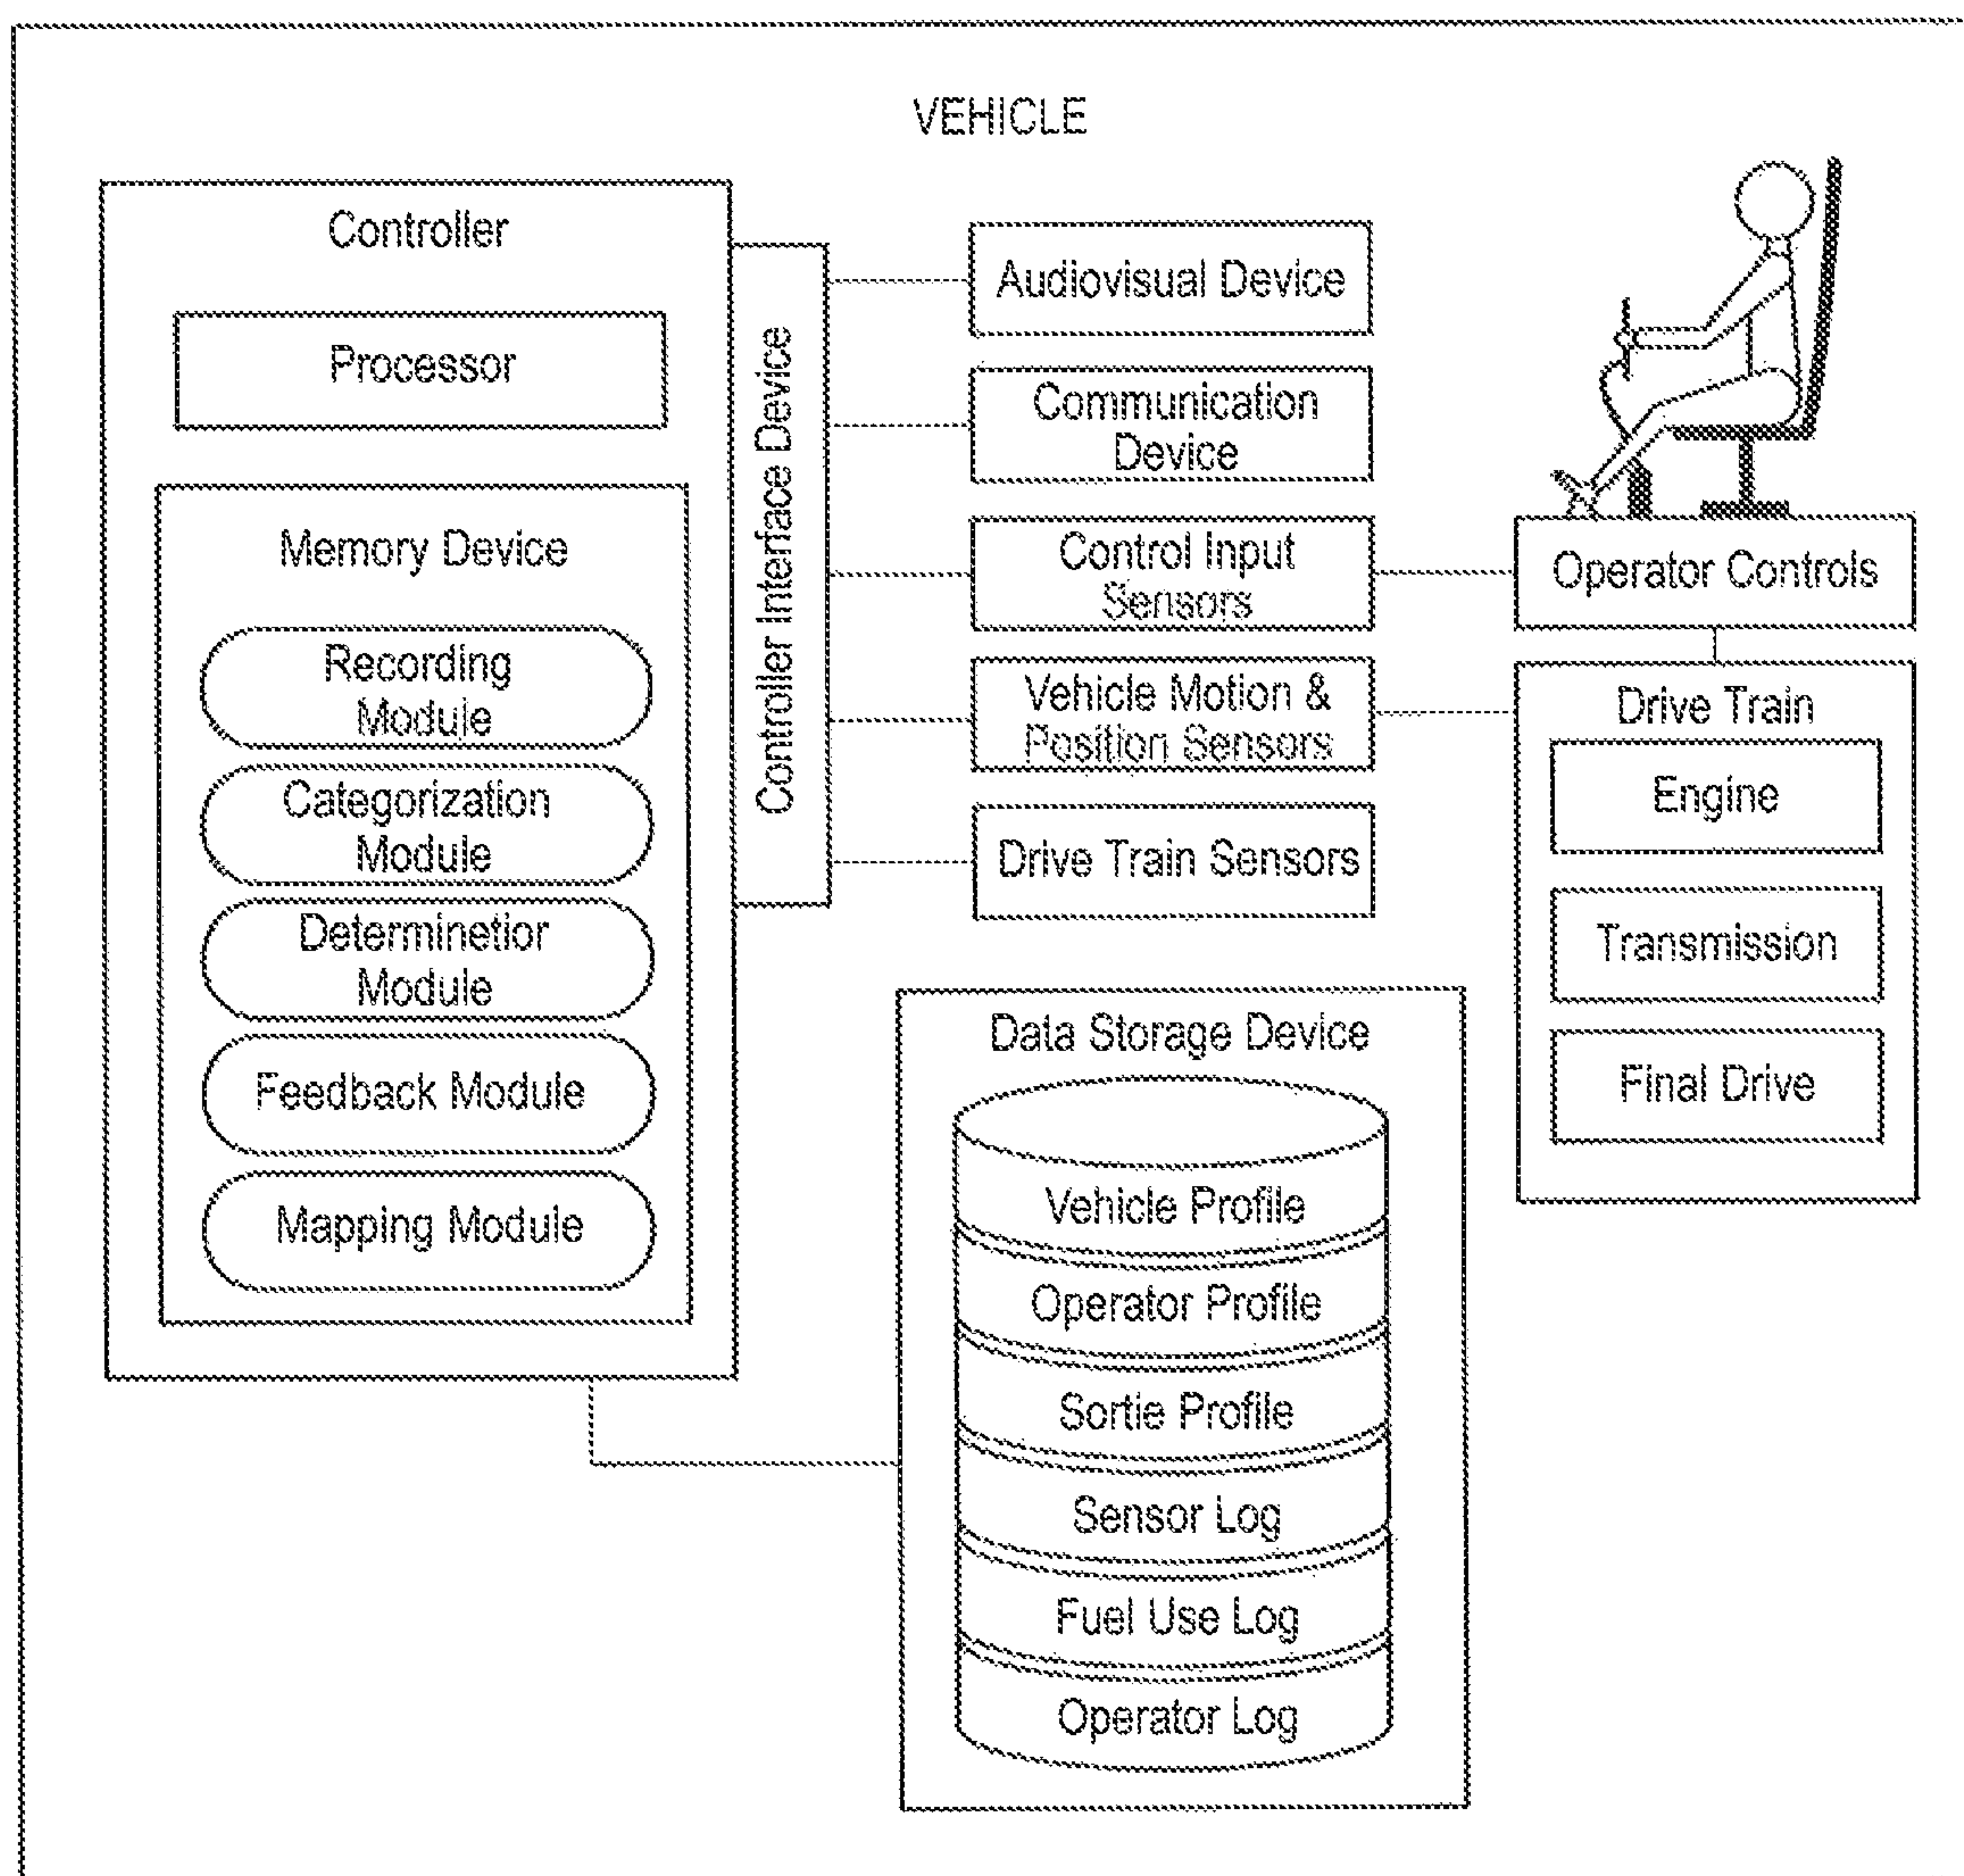 VEHICLE
Controller
Processor
Memory Device
Recording
Module
Categorization
Module
Determinetior
Module
Feedback Module
Mapping Module
Controller Interface Device
Audiovisual Device
Communication
Device
Control Input
Sensors
Vehicle Motion &
Position Sensors
Drive Train Sensors
Operator Controls
Drive Train
Engine
Transmission
Final Drive
Data Storage Device
Vehicle Profile
Operator Profile
Sortie Profile
Sensor Log
Fuel Use Log
Operator Log